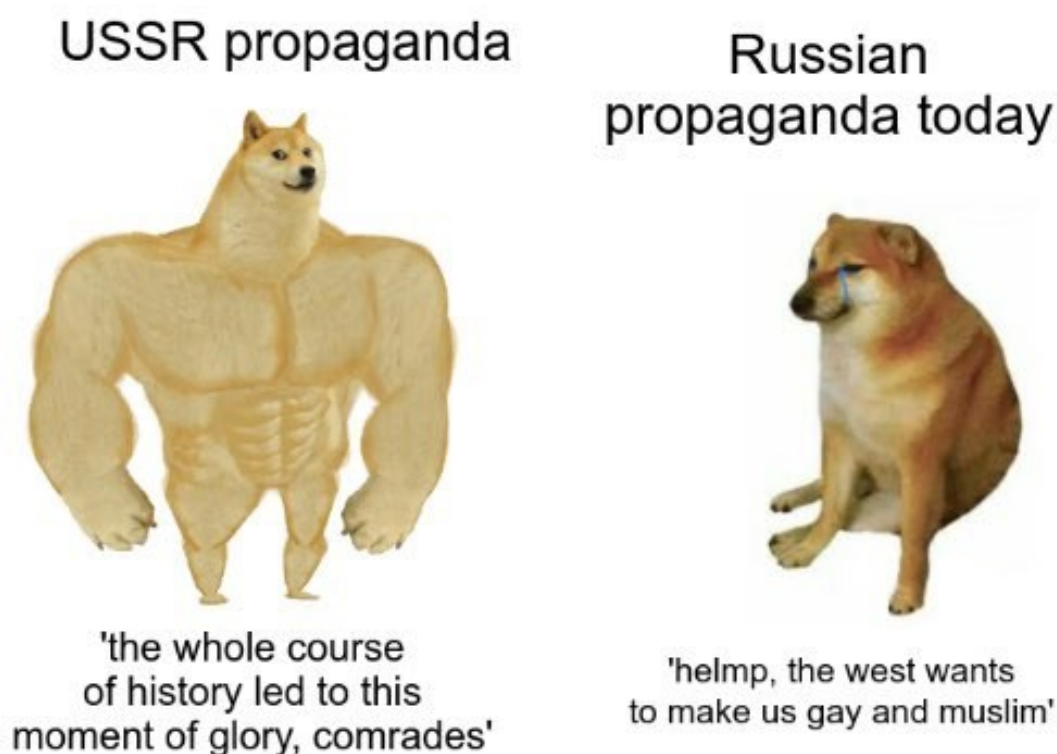 USSR propaganda
Russian
propaganda today
'the whole course
of history led to this
moment of glory, comrades'
'helmp, the west wants
to make us gay and muslim'